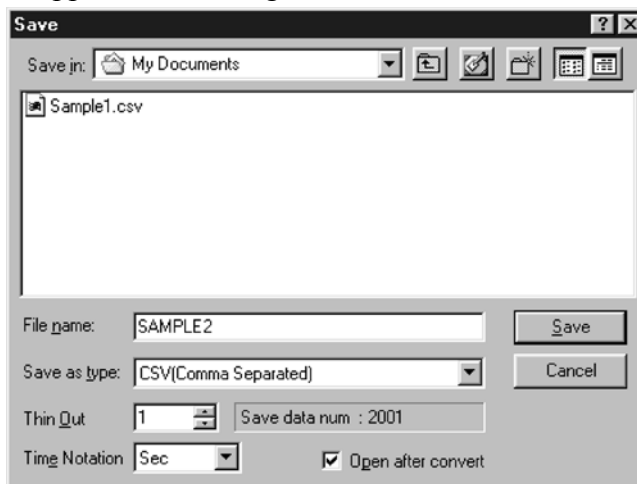 Save
Save in: My Documents
Sample1.csv
File name: SAMPLE2 Save
Save as type: CSV(Comma Separated) Cancel
Thin Out 1 Save data num : 2001
Time Notation Sec Open after convert